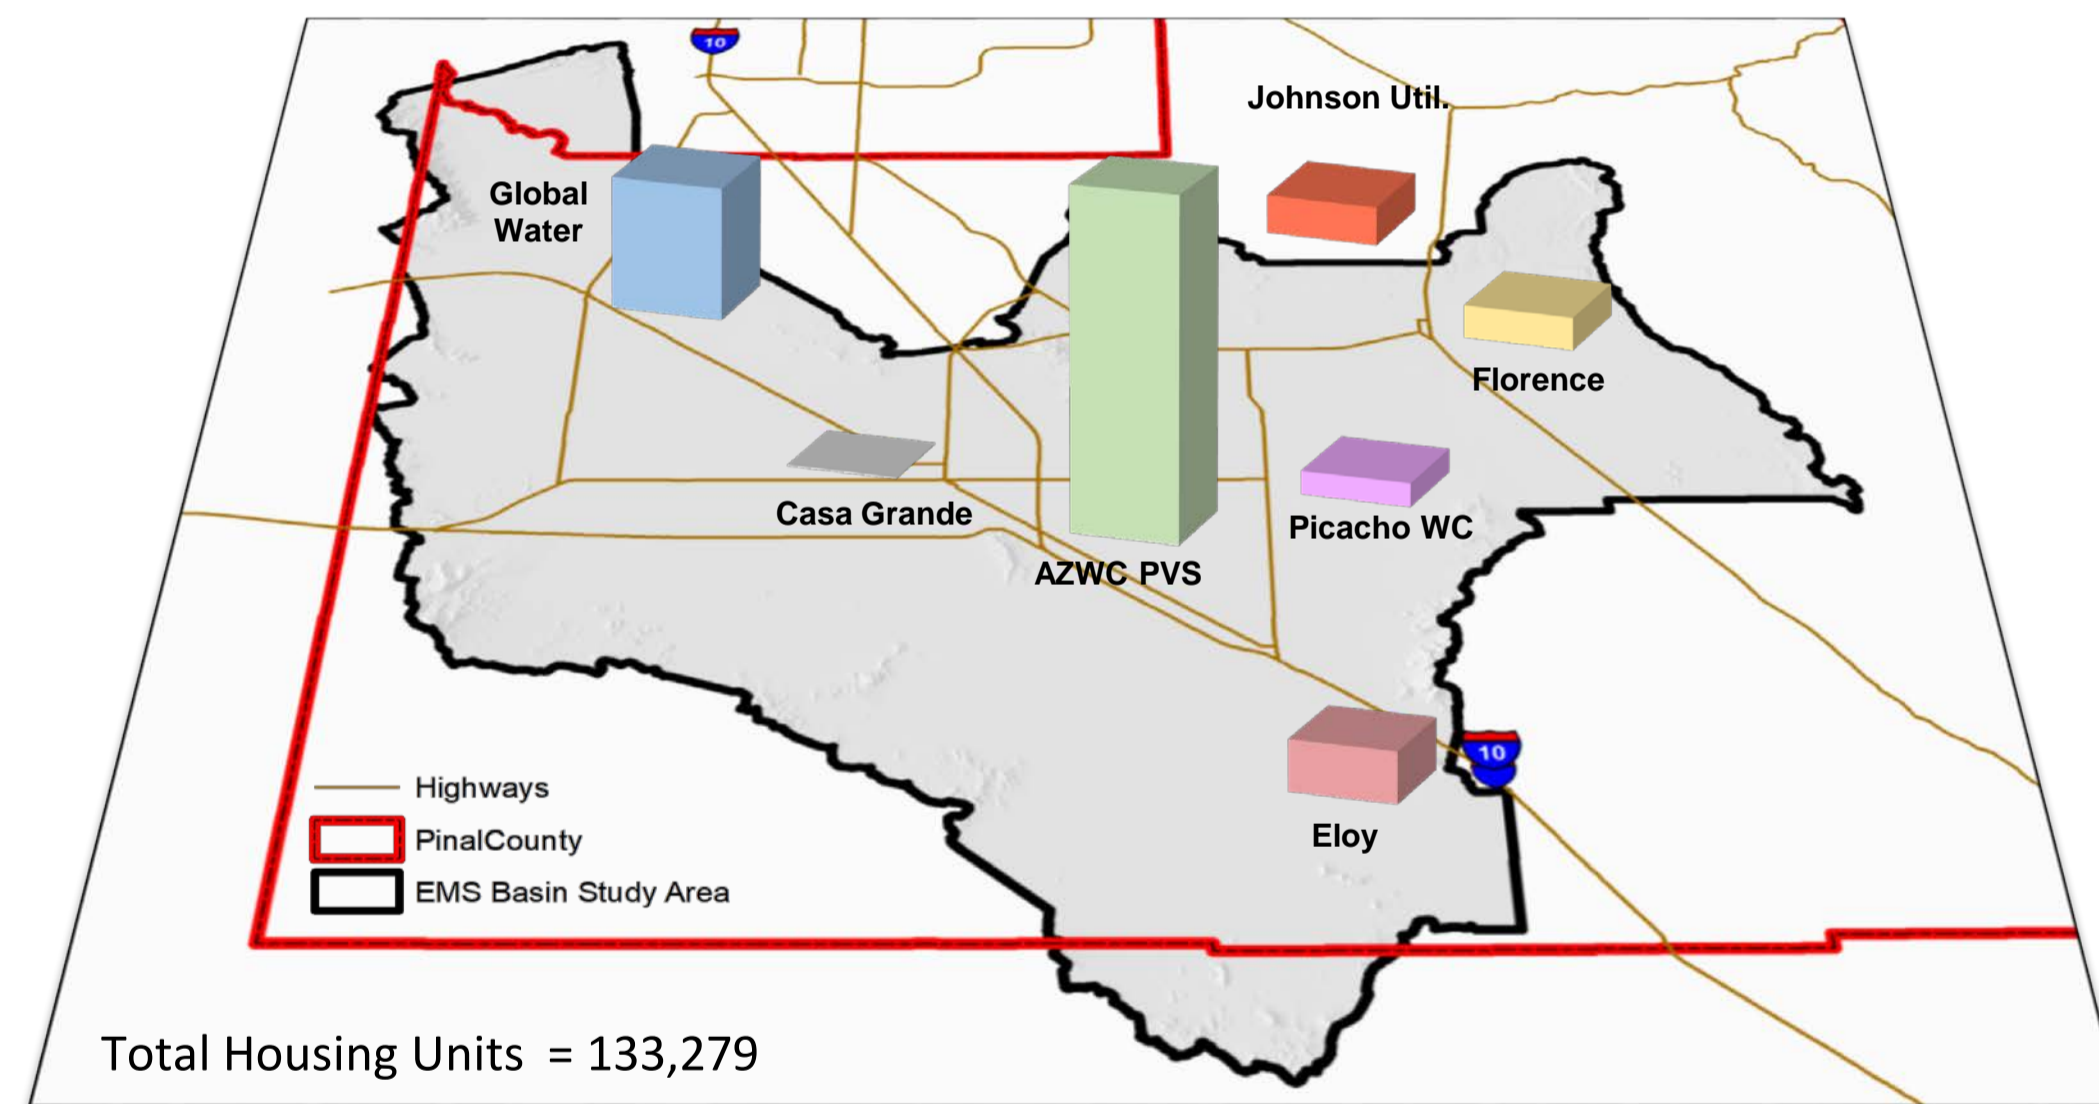 10
Johnson Util.
Global
Water
Florence
Casa Grande
Picacho WC
AZWC PVS
10
Highways
PinalCounty
Eloy
EMS Basin Study Area
Total Housing Units = 133,279